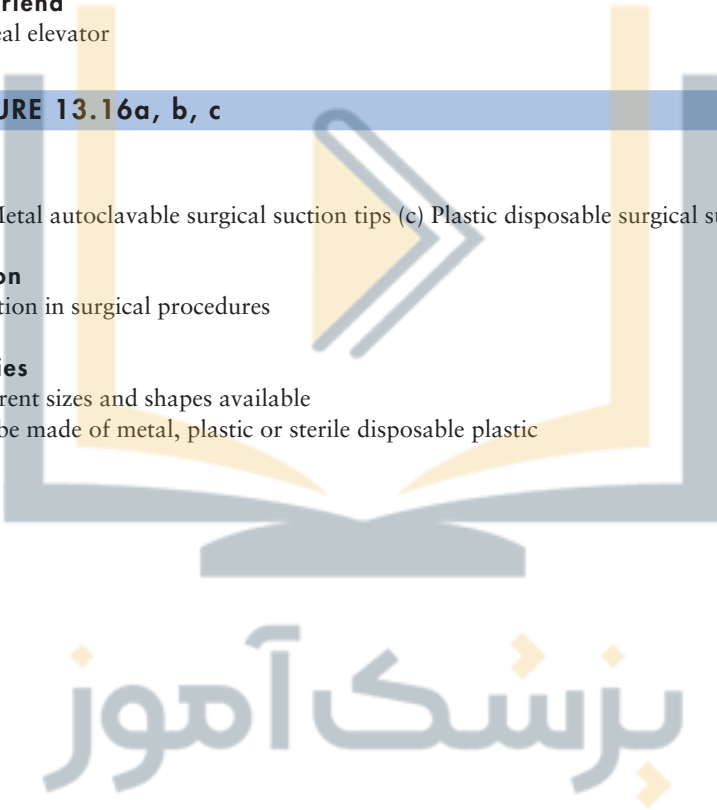 riend
eal elevator
URE 13.16a, b, c
Metal autoclavable surgical suction tips (c) Plastic disposable surgical su
on
tion in surgical procedures
ies
rent sizes and shapes available
be made of metal, plastic or sterile disposable plastic
پزشک آموز